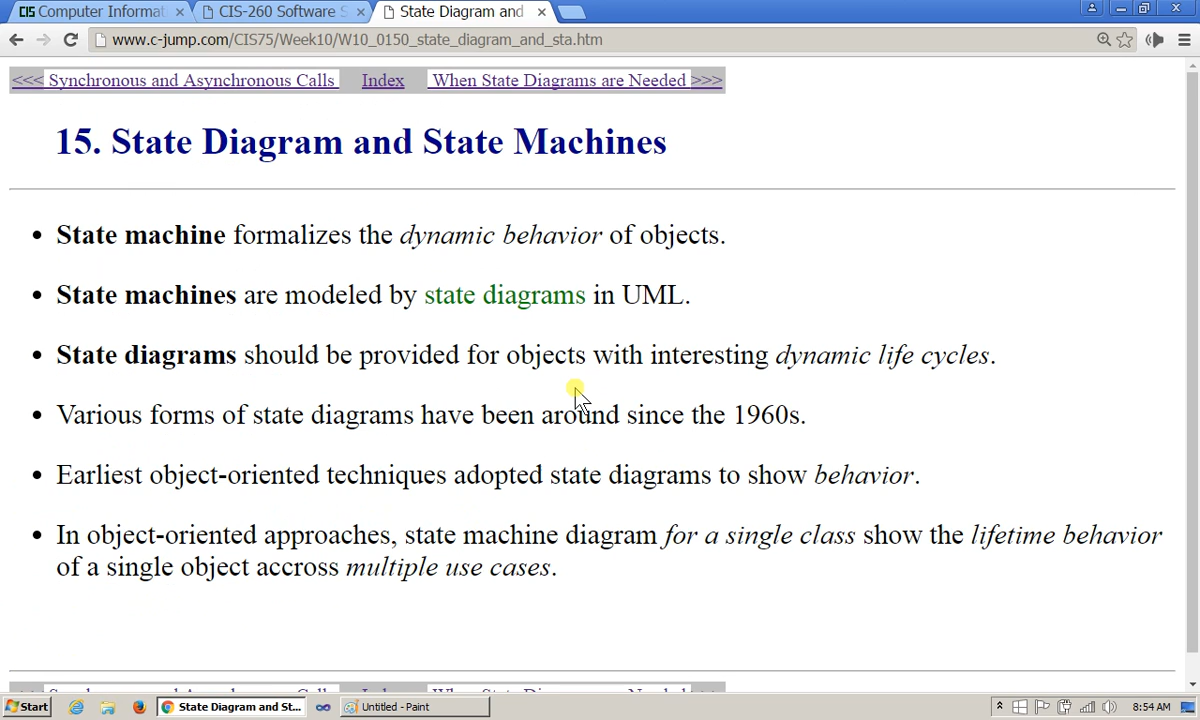 CIS Computer Informat
CIS-260 Software S
State Diagram and
www.c-jump.com/CIS75/Week10/W10_0150_state_diagram_and_sta.htm
<<< Synchronous and Asynchronous Calls Index When State Diagrams are Needed >>>
15. State Diagram and State Machines
• State machine formalizes the dynamic behavior of objects.
• State machines are modeled by state diagrams in UML.
• State diagrams should be provided for objects with interesting dynamic life cycles.
• Various forms of state diagrams have been around since the 1960s.
• Earliest object-oriented techniques adopted state diagrams to show behavior.
• In object-oriented approaches, state machine diagram for a single class show the lifetime behavior
of a single object accross multiple use cases.
Start
State Diagram and St...
Untitled - Paint
8:54 AM